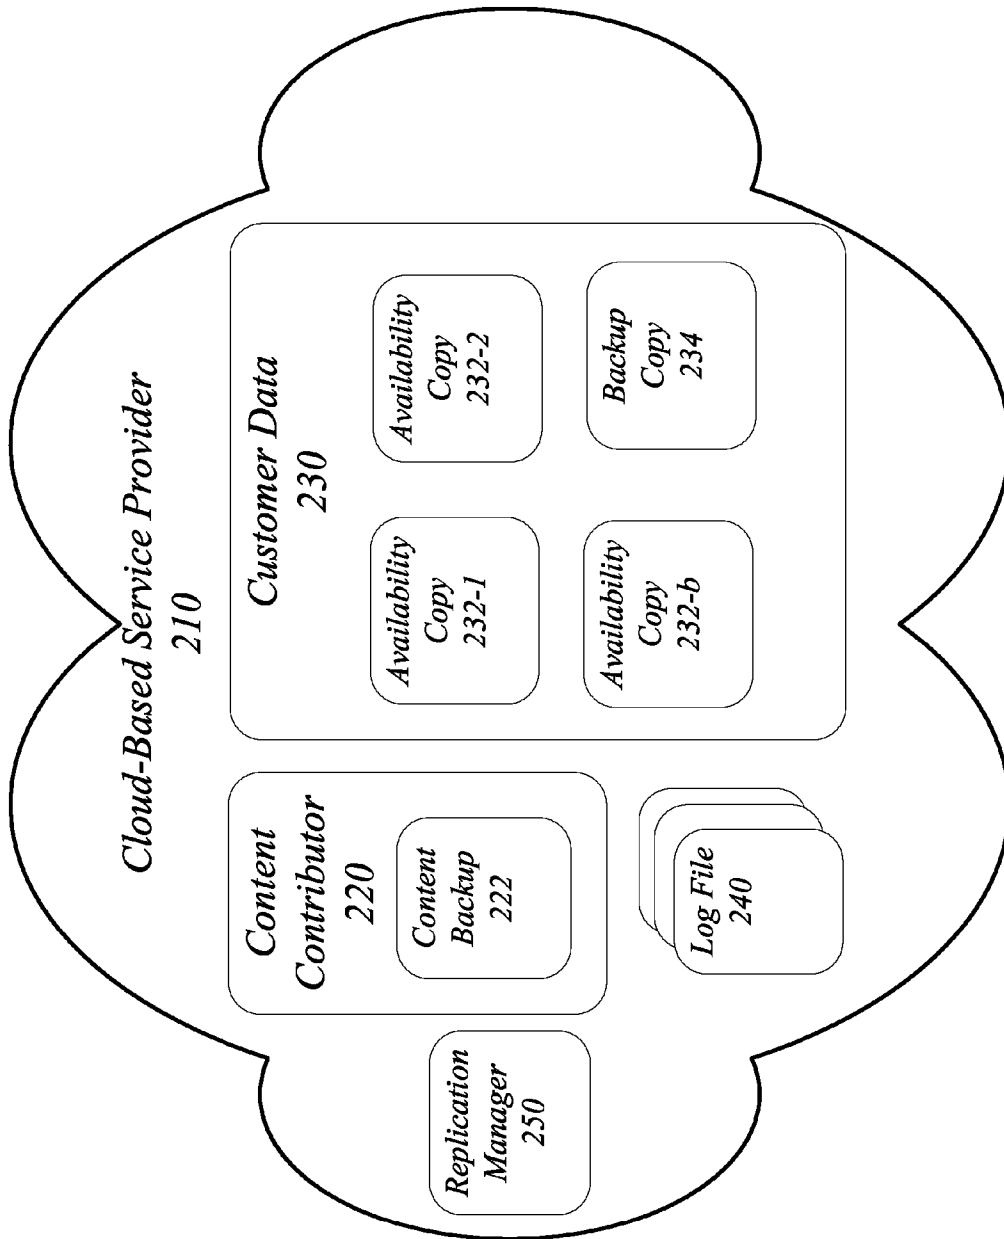 Cloud-Based Service Provider
210
Replication
Manager
250
Content
Contributor
220
Content
Backup
222
Log File
240
Customer Data
230
Availability
Copy
232-1
Availability
Copy
232-2
Availability
Copy
232-b
Backup
Copy
234